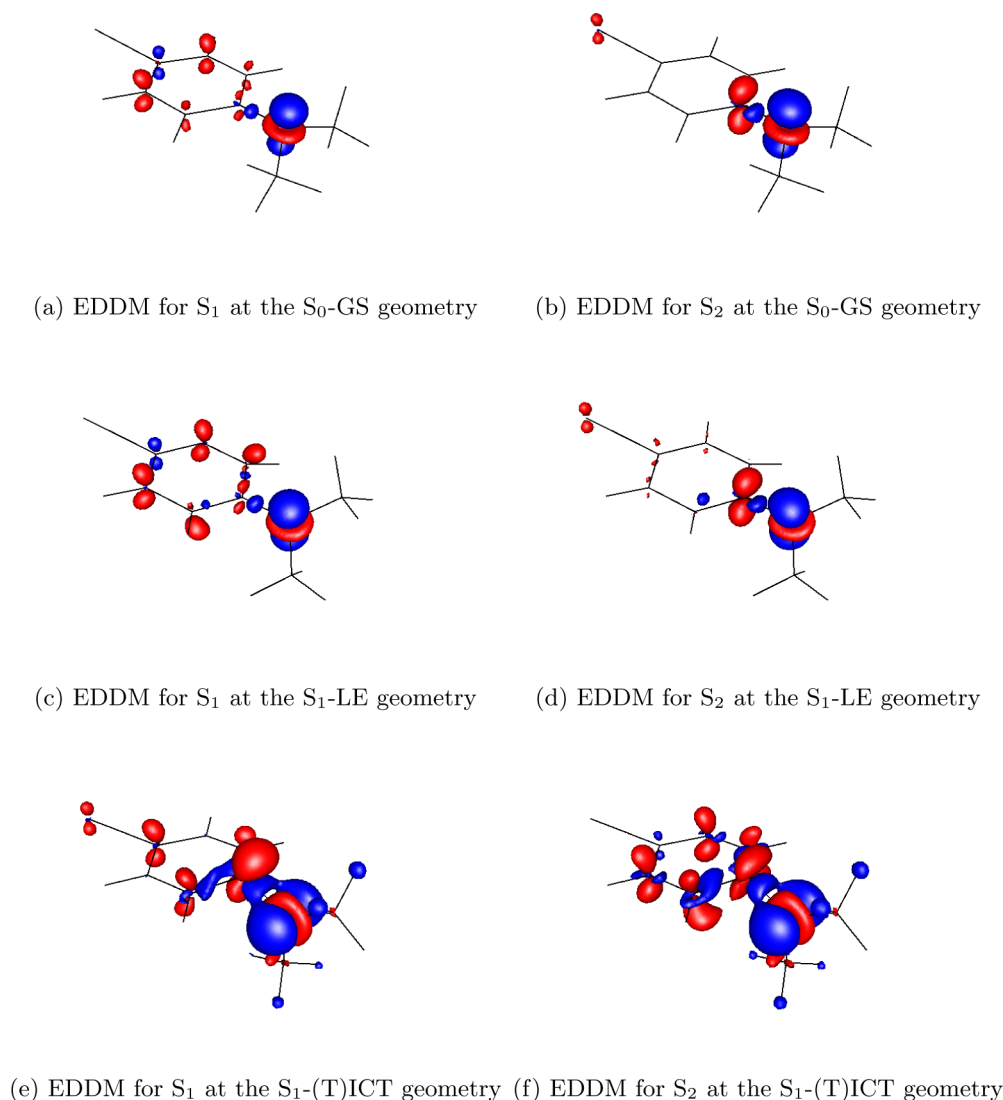 (a) EDDM for S₁ at the S₀-GS geometry
(b) EDDM for S₂ at the S₀-GS geometry
(c) EDDM for S₁ at the S₁-LE geometry
(d) EDDM for S₂ at the S₁-LE geometry
(e) EDDM for S₁ at the S₁-(T)ICT geometry
(f) EDDM for S₂ at the S₁-(T)ICT geometry